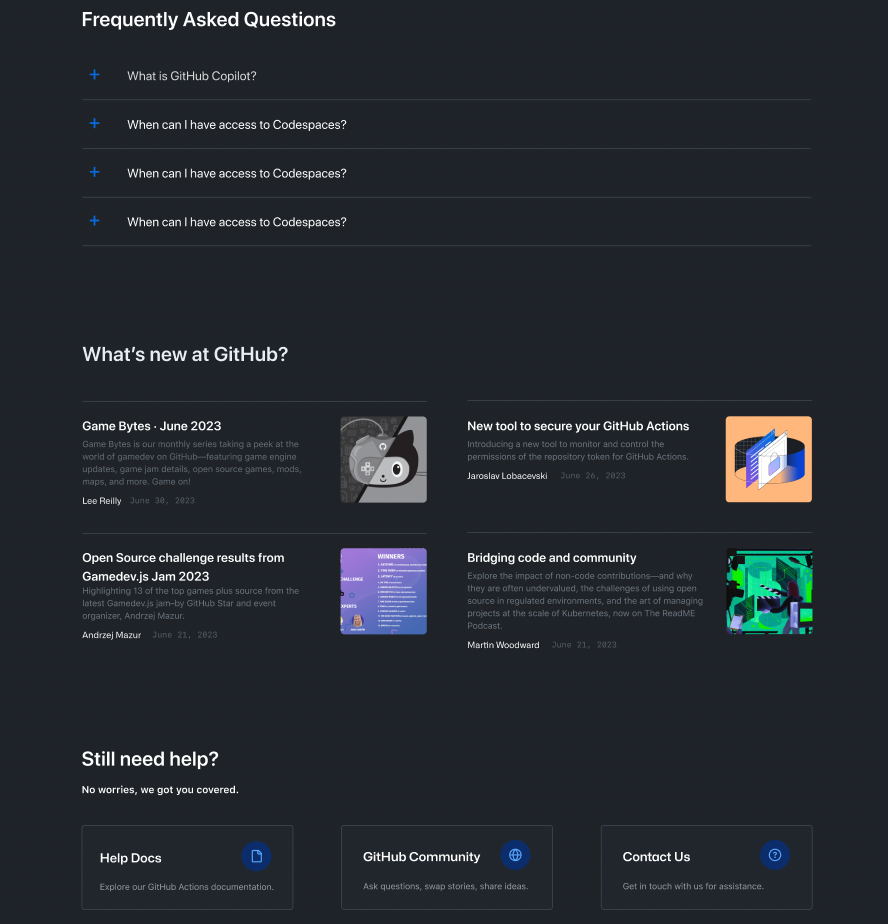 Frequently Asked Questions
What is GitHub Copilot?
When can I have access to Codespaces?
When can I have access to Codespaces?
When can I have access to Codespaces?
What's new at GitHub?
Game Bytes · June 2023
Game Bytes is our monthly series taking a peek at the
world of gamedev on GitHub—featuring game engine
updates, game jam details, open source games, mods,
maps, and more. Game on!
Lee Reilly June 30, 2023
New tool to secure your GitHub Actions
Introducing a new tool to monitor and control the
permissions of the repository token for GitHub Actions.
Jaroslav Lobacevski June 26, 2023
Open Source challenge results from
Gamedev.js Jam 2023
Highlighting 13 of the top games plus source from the
latest Gamedev.js jam—by GitHub Star and event
organizer, Andrzej Mazur.
Andrzej Mazur June 21, 2023
WINNERS
CHALLENGE
EXPERTS
Bridging code and community
Explore the impact of non-code contributions—and why
they are often undervalued, the challenges of using open
source in regulated environments, and the art of managing
projects at the scale of Kubernetes, now on The ReadME
Podcast.
Martin Woodward June 21, 2023
Still need help?
No worries, we got you covered.
Help Docs
Explore our GitHub Actions documentation.
GitHub Community
Ask questions, swap stories, share ideas.
Contact Us
Get in touch with us for assistance.